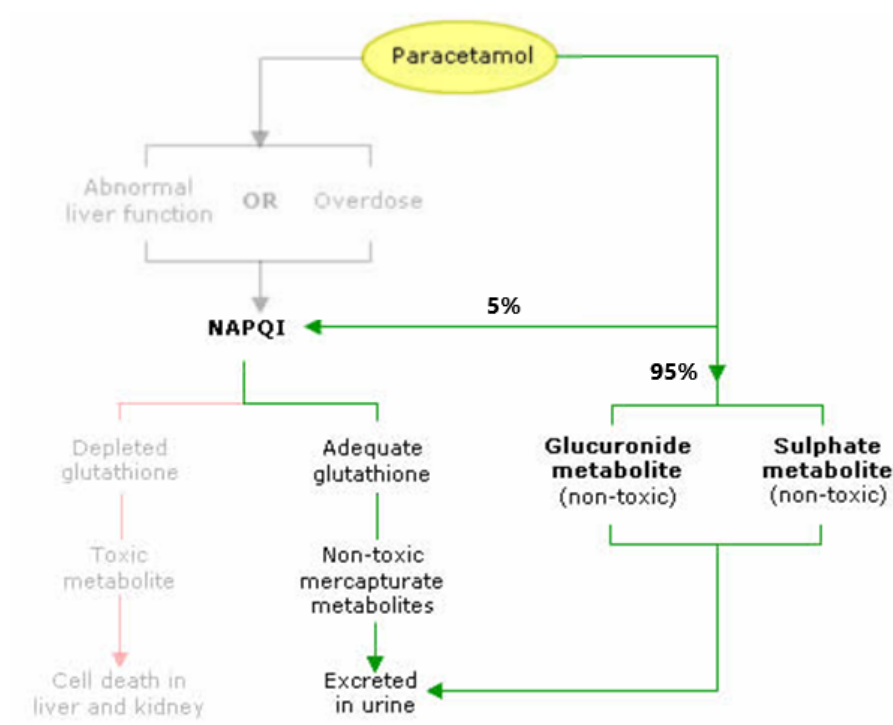 Paracetamol
Abnormal
liver function
OR
Overdose
5%
NAPQI
95%
Depleted
glutathione
Adequate
glutathione
Glucuronide
metabolite
(non-toxic)
Sulphate
metabolite
(non-toxic)
Toxic
metabolite
Non-toxic
mercapturate
metabolites
Cell death in
liver and kidney
Excreted
in urine